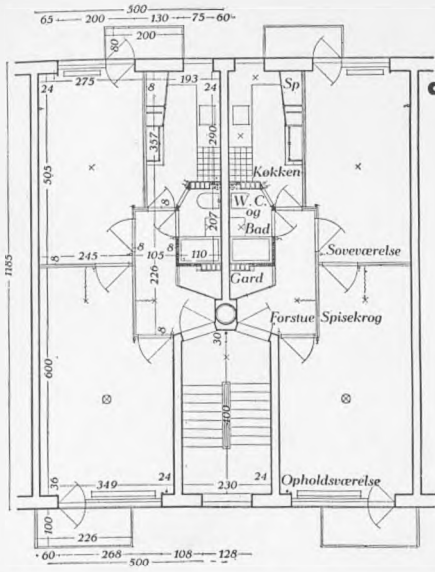 500
65 200 130 75 60
200
80
275 193 24
24 8
Sp
357
290
505
Køkken
W.C.
og
Bad
207
8
8 8
245 105 110
8
226
Soveværelse
Gard
1185
Forstue Spisekrog
30
600
400
36
349 24 24
230
Opholdsværelse
100
226
60 268 108 128
500